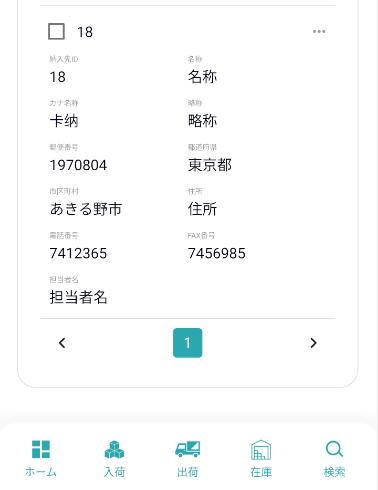 18
納入先ID 名称
18 名称
カナ名称 略称
卡纳 略称
郵便番号 都道府県
1970804 東京都
市区町村 住所
あきる野市 住所
電話番号 FAX番号
7412365 7456985
担当者名
担当者名
1
ホーム 入荷 出荷 在庫 検索